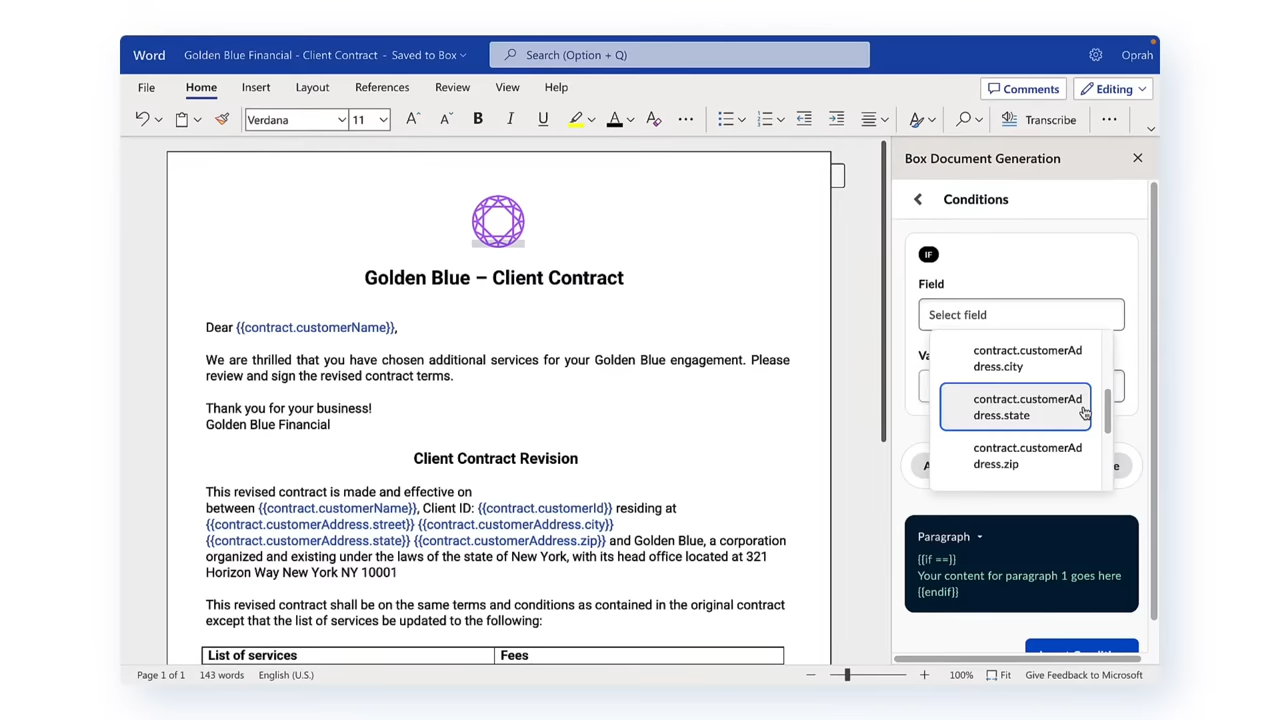 Word
Golden Blue Financial - Client Contract - Saved to Box
Search (Option + Q)
Oprah
File Home Insert Layout References Review View Help
Comments
Editing
Verdana 11
Transcribe
Golden Blue – Client Contract
Dear {{contract.customerName}},
We are thrilled that you have chosen additional services for your Golden Blue engagement. Please
review and sign the revised contract terms.
Thank you for your business!
Golden Blue Financial
Client Contract Revision
This revised contract is made and effective on
between {{contract.customerName}}, Client ID: {{contract.customerId}} residing at
{{contract.customerAddress.street}} {{contract.customerAddress.city}}
{{contract.customerAddress.state}} {{contract.customerAddress.zip}} and Golden Blue, a corporation
organized and existing under the laws of the state of New York, with its head office located at 321
Horizon Way New York NY 10001
This revised contract shall be on the same terms and conditions as contained in the original contract
except that the list of services be updated to the following:
List of services Fees
Box Document Generation
Conditions
IF
Field
Select field
contract.customerAd
dress.city
contract.customerAd
dress.state
contract.customerAd
dress.zip
Paragraph
{{if ==}}
Your content for paragraph 1 goes here
{{endif}}
Page 1 of 1 143 words English (U.S.)
100% Fit Give Feedback to Microsoft